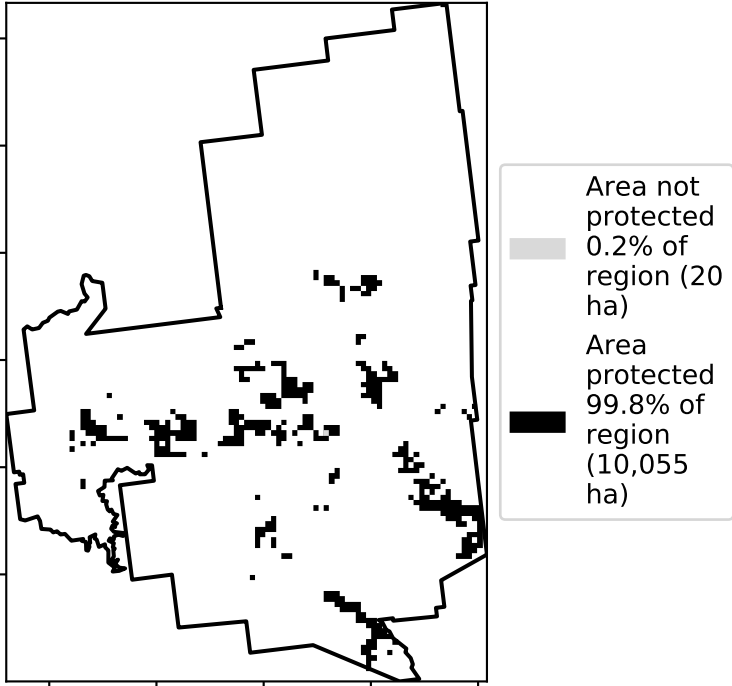 Area not
protected
0.2% of
region (20
ha)
Area
protected
99.8% of
region
(10,055
ha)